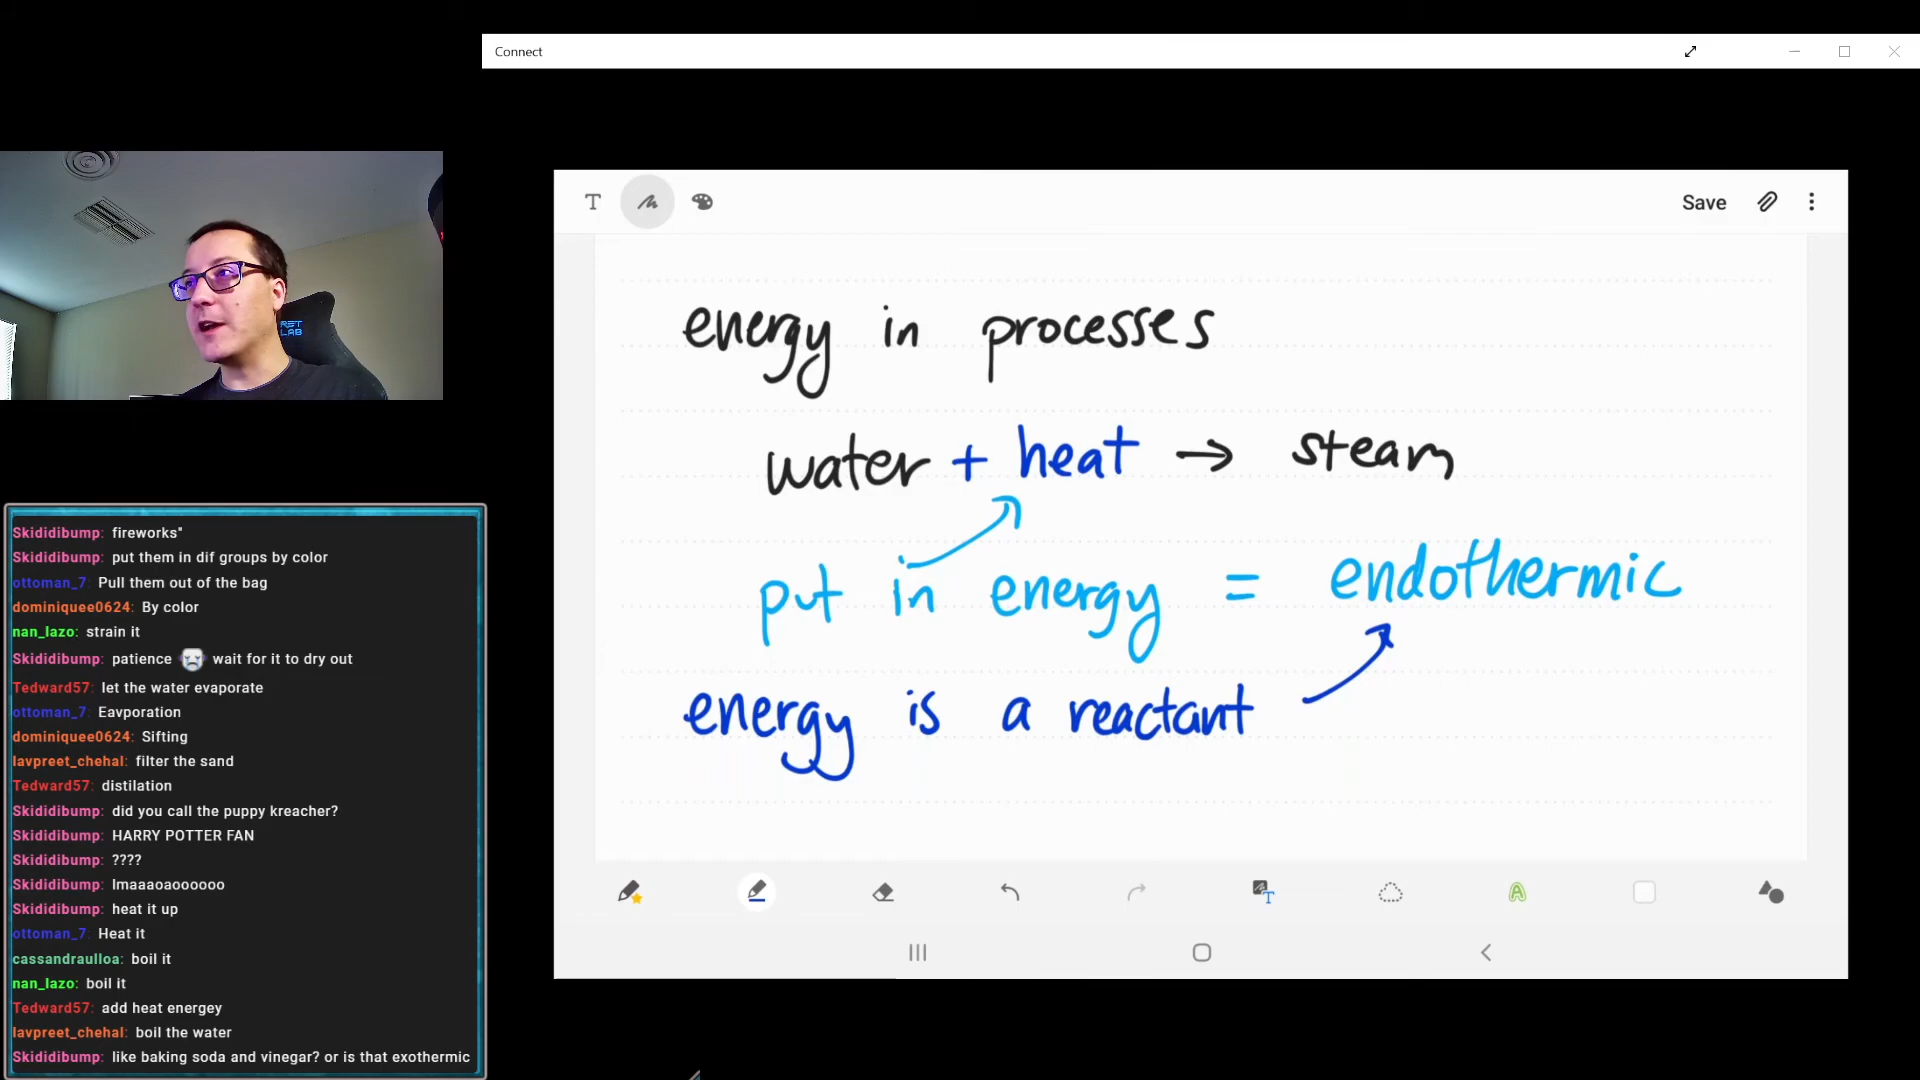 Connect
T
Save
energy in processes
water + heat → steam
put in energy = endothermic
energy is a reactant
RET
LAB
Skididibump: fireworks"
Skididibump: put them in dif groups by color
ottoman_7: Pull them out of the bag
dominiquee0624: By color
nan_lazo: strain it
Skididibump: patience wait for it to dry out
Tedward57: let the water evaporate
ottoman_7: Eavporation
dominiquee0624: Sifting
lavpreet_chehal: filter the sand
Tedward57: distilation
Skididibump: did you call the puppy kreacher?
Skididibump: HARRY POTTER FAN
Skididibump: ????
Skididibump: lmaaoaoooooo
Skididibump: heat it up
ottoman_7: Heat it
cassandraulloa: boil it
nan_lazo: boil it
Tedward57: add heat energey
lavpreet_chehal: boil the water
Skididibump: like baking soda and vinegar? or is that exothermic
T
A